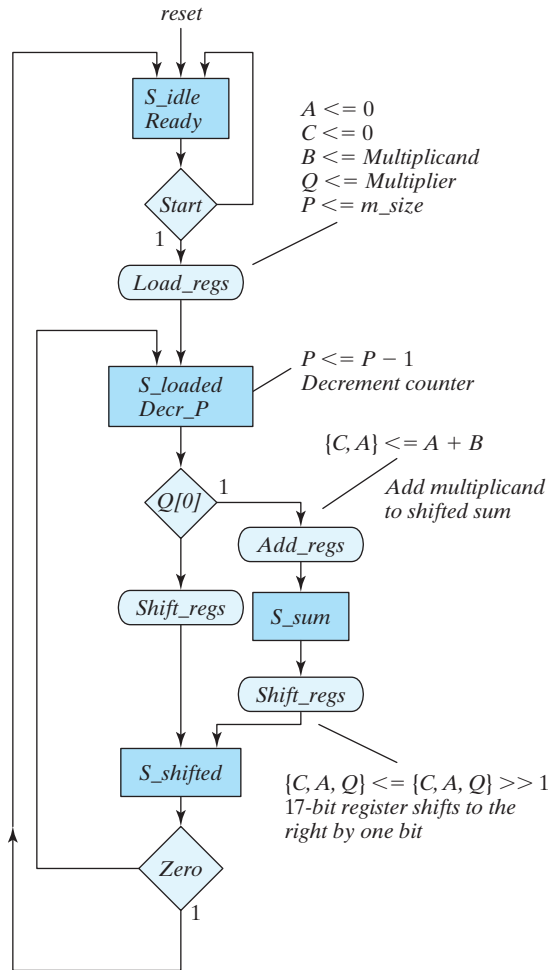 reset
S_idle
Ready
A <= 0
C <= 0
B <= Multiplicand
Q <= Multiplier
P <= m_size
Start
1
Load_regs
S_loaded
Decr_P
P <= P − 1
Decrement counter
{C, A} <= A + B
Q[0]
1
Add multiplicand
to shifted sum
Add_regs
Shift_regs
S_sum
Shift_regs
S_shifted
{C, A, Q} <= {C, A, Q} >> 1
17-bit register shifts to the
right by one bit
Zero
1